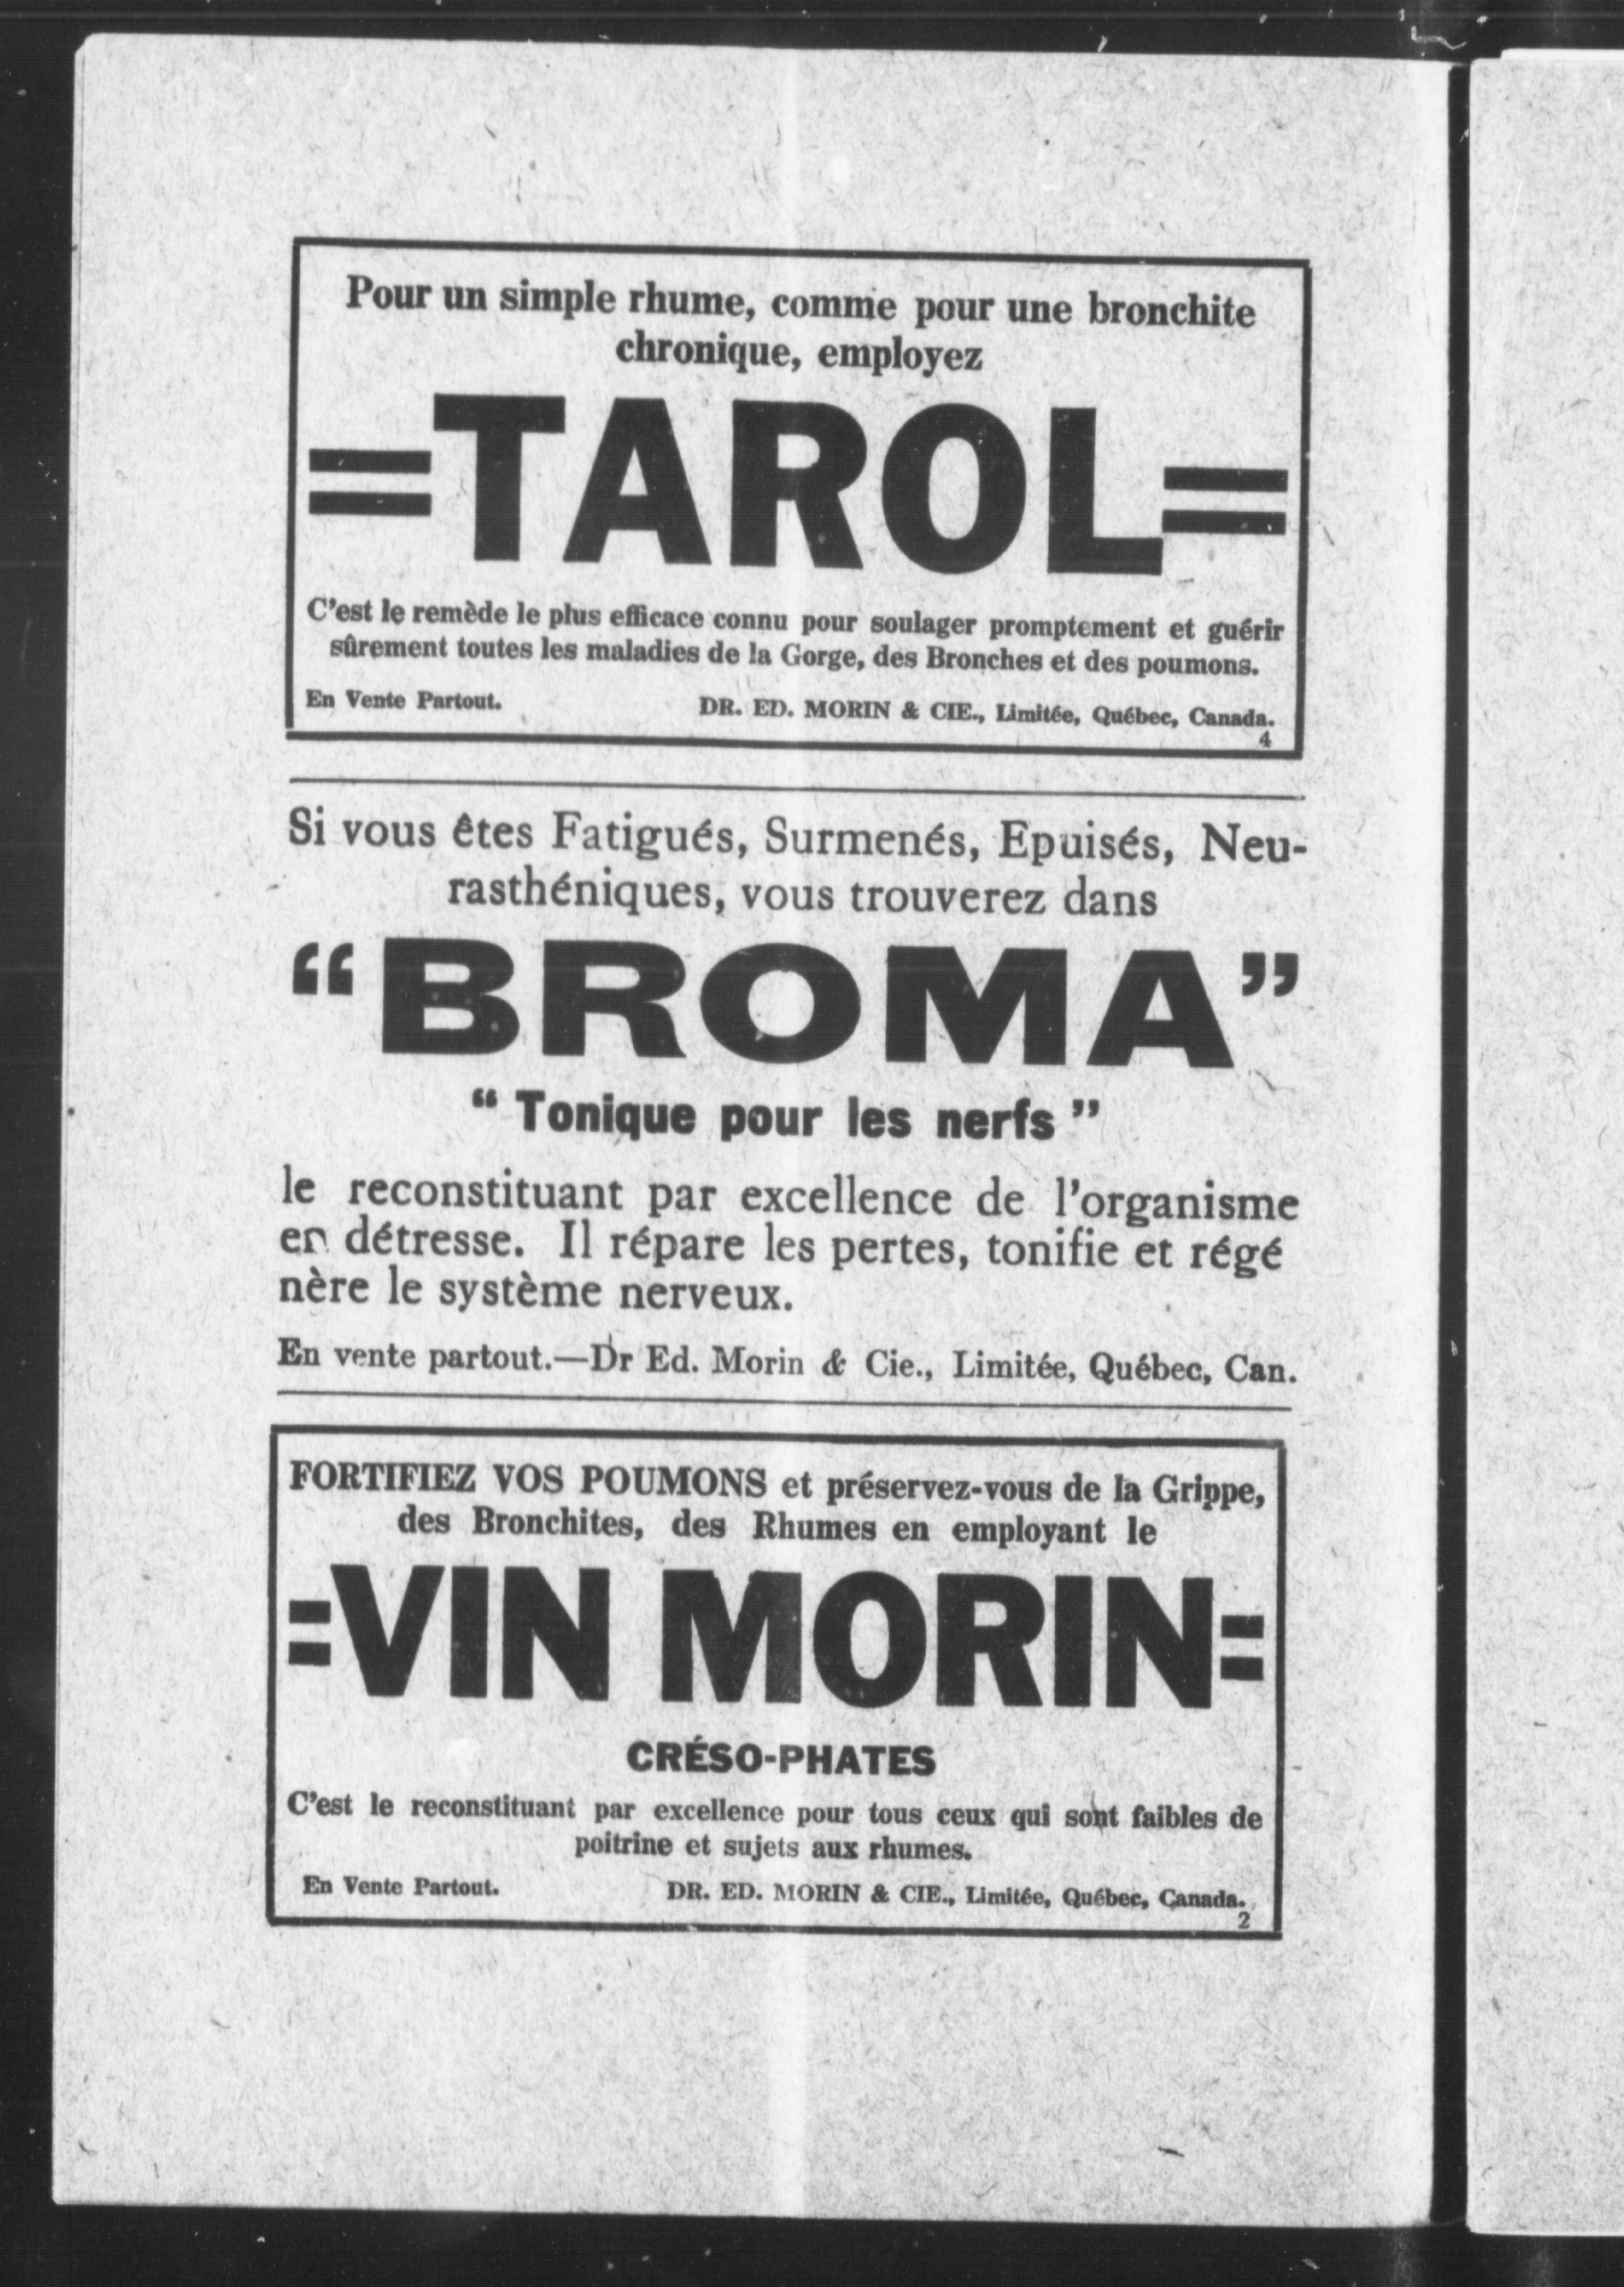 Pour un simple rhume, comme pour une bronchite
chronique, employez
=TAROL=
C'est le remède le plus efficace connu pour soulager promptement et guérir
sûrement toutes les maladies de la Gorge, des Bronches et des poumons.
En Vente Partout. DR. ED. MORIN & CIE., Limitée, Québec, Canada.
4
Si vous êtes Fatigués, Surmenés, Epuisés, Neu-
rasthéniques, vous trouverez dans
“BROMA”
“Tonique pour les nerfs”
le reconstituant par excellence de l'organisme
en détresse. Il répare les pertes, tonifie et régé
nère le système nerveux.
En vente partout.—Dr Ed. Morin & Cie., Limitée, Québec, Can.
FORTIFIEZ VOS POUMONS et préservez-vous de la Grippe,
des Bronchites, des Rhumes en employant le
=VIN MORIN=
CRÉSO-PHATES
C'est le reconstituant par excellence pour tous ceux qui sont faibles de
poitrine et sujets aux rhumes.
En Vente Partout. DR. ED. MORIN & CIE., Limitée, Québec, Canada.
2